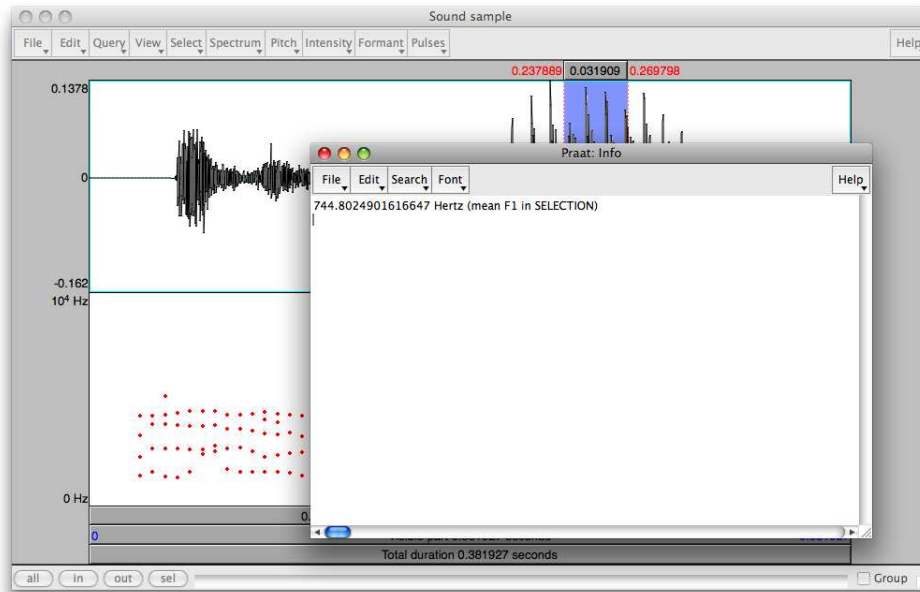 Sound sample
File Edit Query View Select Spectrum Pitch Intensity Formant Pulses Help
0.237889 0.031909 0.269798
0.1378
0
-0.162
10⁴ Hz
0 Hz
Praat: Info
File Edit Search Font Help
744.8024901616647 Hertz (mean F1 in SELECTION)
0.
0
Total duration 0.381927 seconds
all in out sel Group